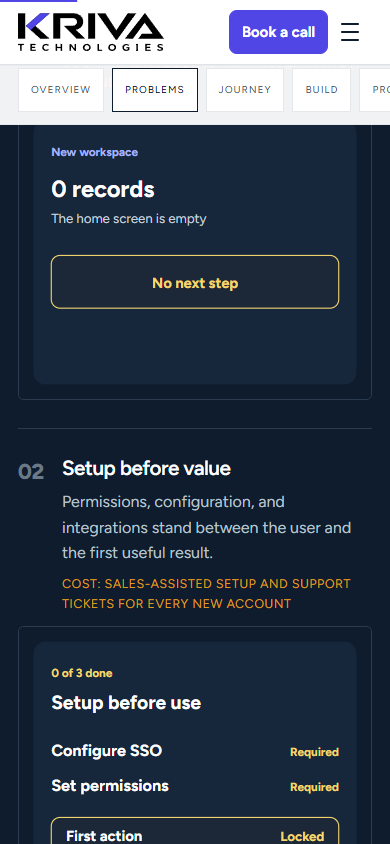 KRIVA
TECHNOLOGIES
Book a call
OVERVIEW
PROBLEMS
JOURNEY
BUILD
New workspace
0 records
The home screen is empty
No next step
02
Setup before value
Permissions, configuration, and
integrations stand between the user and
the first useful result.
COST: SALES-ASSISTED SETUP AND SUPPORT
TICKETS FOR EVERY NEW ACCOUNT
0 of 3 done
Setup before use
Configure SSO Required
Set permissions Required
First action Locked